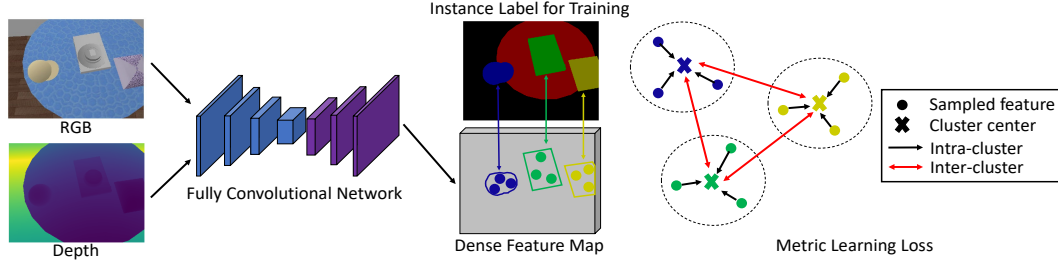 Instance Label for Training
RGB
Depth
Fully Convolutional Network
Dense Feature Map
Metric Learning Loss
Sampled feature
Cluster center
Intra-cluster
Inter-cluster